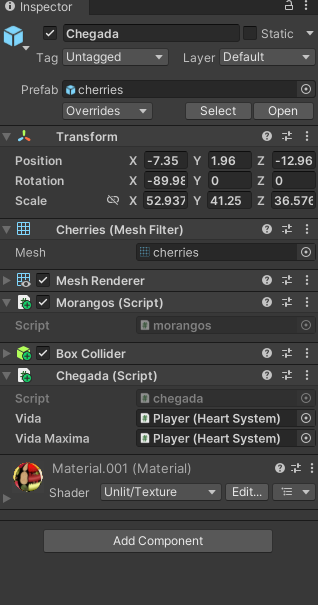 Inspector
Chegada
Static
Tag Untagged Layer Default
Prefab cherries
Overrides Select Open
Transform
Position X -7.35 Y 1.96 Z -12.96
Rotation X -89.98 Y 0 Z 0
Scale X 52.937 Y 41.25 Z 36.576
Cherries (Mesh Filter)
Mesh cherries
Mesh Renderer
Morangos (Script)
Script morangos
Box Collider
Chegada (Script)
Script chegada
Vida Player (Heart System)
Vida Maxima Player (Heart System)
Material.001 (Material)
Shader Unlit/Texture Edit...
Add Component